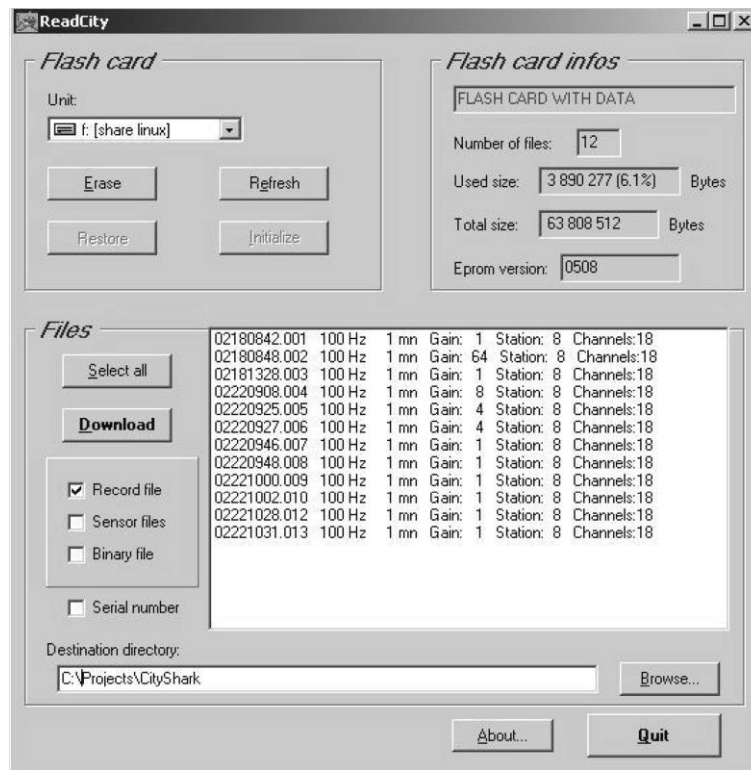 ReadCity
Flash card
Unit:
f: [share linux]
Erase
Refresh
Restore
Initialize
Flash card infos
FLASH CARD WITH DATA
Number of files: 12
Used size: 3 890 277 (6.1%) Bytes
Total size: 63 808 512 Bytes
Eprom version: 0508
Files
Select all
Download
Record file
Sensor files
Binary file
Serial number
02180842.001 100 Hz 1 mn Gain: 1 Station: 8 Channels:18
02180848.002 100 Hz 1 mn Gain: 64 Station: 8 Channels:18
02181328.003 100 Hz 1 mn Gain: 1 Station: 8 Channels:18
02220908.004 100 Hz 1 mn Gain: 8 Station: 8 Channels:18
02220925.005 100 Hz 1 mn Gain: 4 Station: 8 Channels:18
02220927.006 100 Hz 1 mn Gain: 4 Station: 8 Channels:18
02220946.007 100 Hz 1 mn Gain: 1 Station: 8 Channels:18
02220948.008 100 Hz 1 mn Gain: 1 Station: 8 Channels:18
02221000.009 100 Hz 1 mn Gain: 1 Station: 8 Channels:18
02221002.010 100 Hz 1 mn Gain: 1 Station: 8 Channels:18
02221028.012 100 Hz 1 mn Gain: 1 Station: 8 Channels:18
02221031.013 100 Hz 1 mn Gain: 1 Station: 8 Channels:18
Destination directory:
C:\Projects\CityShark
Browse...
About...
Quit